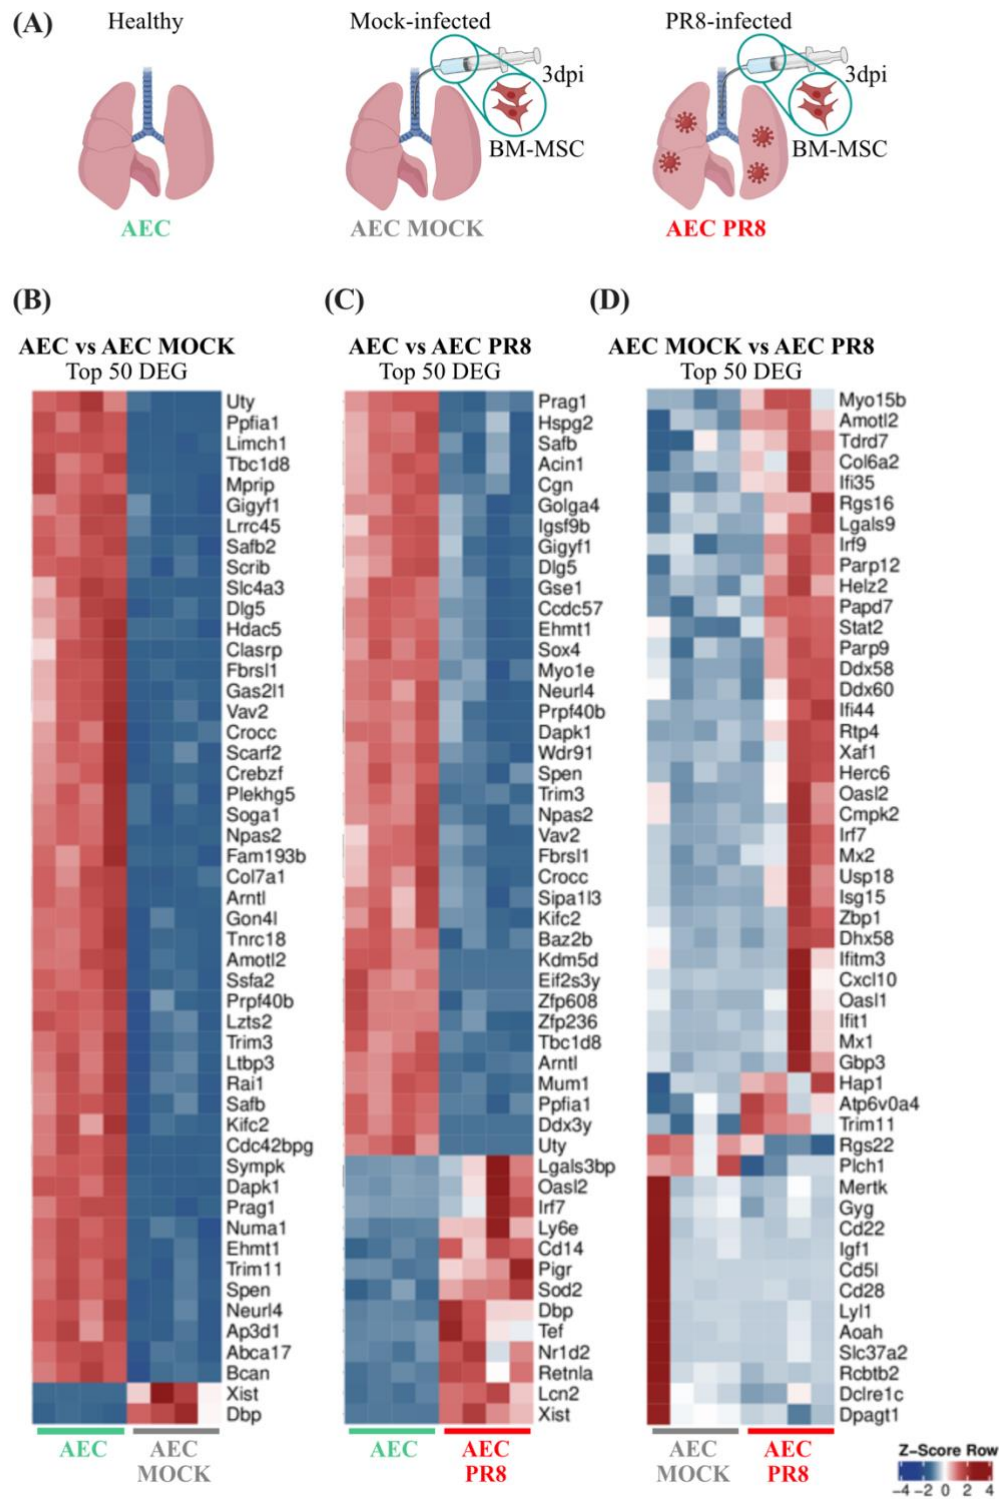 (A)
Healthy
Mock-infected
PR8-infected
3dpi
3dpi
BM-MSC
BM-MSC
AEC
AEC MOCK
AEC PR8
(B)
(C)
(D)
AEC vs AEC MOCK
Top 50 DEG
AEC vs AEC PR8
Top 50 DEG
AEC MOCK vs AEC PR8
Top 50 DEG
Uty
Ppfia1
Limch1
Tbc1d8
Mprip
Gigyf1
Lrrc45
Safb2
Scrib
Slc4a3
Dlg5
Hdac5
Clasrp
Fbrsl1
Gas2l1
Vav2
Crocc
Scarf2
Crebzf
Plekhg5
Soga1
Npas2
Fam193b
Col7a1
Arntl
Gon4l
Tnrc18
Amotl2
Ssfa2
Prpf40b
Lzts2
Trim3
Ltbp3
Rai1
Safb
Kifc2
Cdc42bpg
Sympk
Dapk1
Prag1
Numa1
Ehmt1
Trim11
Spen
Neurl4
Ap3d1
Abca17
Bcan
Xist
Dbp
AEC
AEC
MOCK
Prag1
Hspg2
Safb
Acin1
Cgn
Golga4
Igsf9b
Gigyf1
Dlg5
Gse1
Ccdc57
Ehmt1
Sox4
Myo1e
Neurl4
Prpf40b
Dapk1
Wdr91
Spen
Trim3
Npas2
Vav2
Fbrsl1
Crocc
Sipa1l3
Kifc2
Baz2b
Kdm5d
Eif2s3y
Zfp608
Zfp236
Tbc1d8
Arntl
Mum1
Ppfia1
Ddx3y
Uty
Lgals3bp
Oasl2
Irf7
Ly6e
Cd14
Pigr
Sod2
Dbp
Tef
Nr1d2
Retnla
Lcn2
Xist
AEC
AEC
PR8
Myo15b
Amotl2
Tdrd7
Col6a2
Ifi35
Rgs16
Lgals9
Irf9
Parp12
Helz2
Papd7
Stat2
Parp9
Ddx58
Ddx60
Ifi44
Rtp4
Xaf1
Herc6
Oasl2
Cmpk2
Irf7
Mx2
Usp18
Isg15
Zbp1
Dhx58
Ifitm3
Cxcl10
Oasl1
Ifit1
Mx1
Gbp3
Hap1
Atp6v0a4
Trim11
Rgs22
Plch1
Mertk
Gyg
Cd22
Igf1
Cd5l
Cd28
Lyl1
Aoah
Slc37a2
Rcbtb2
Dclre1c
Dpagt1
AEC
MOCK
AEC
PR8
Z-Score Row
-4 -2 0 2 4